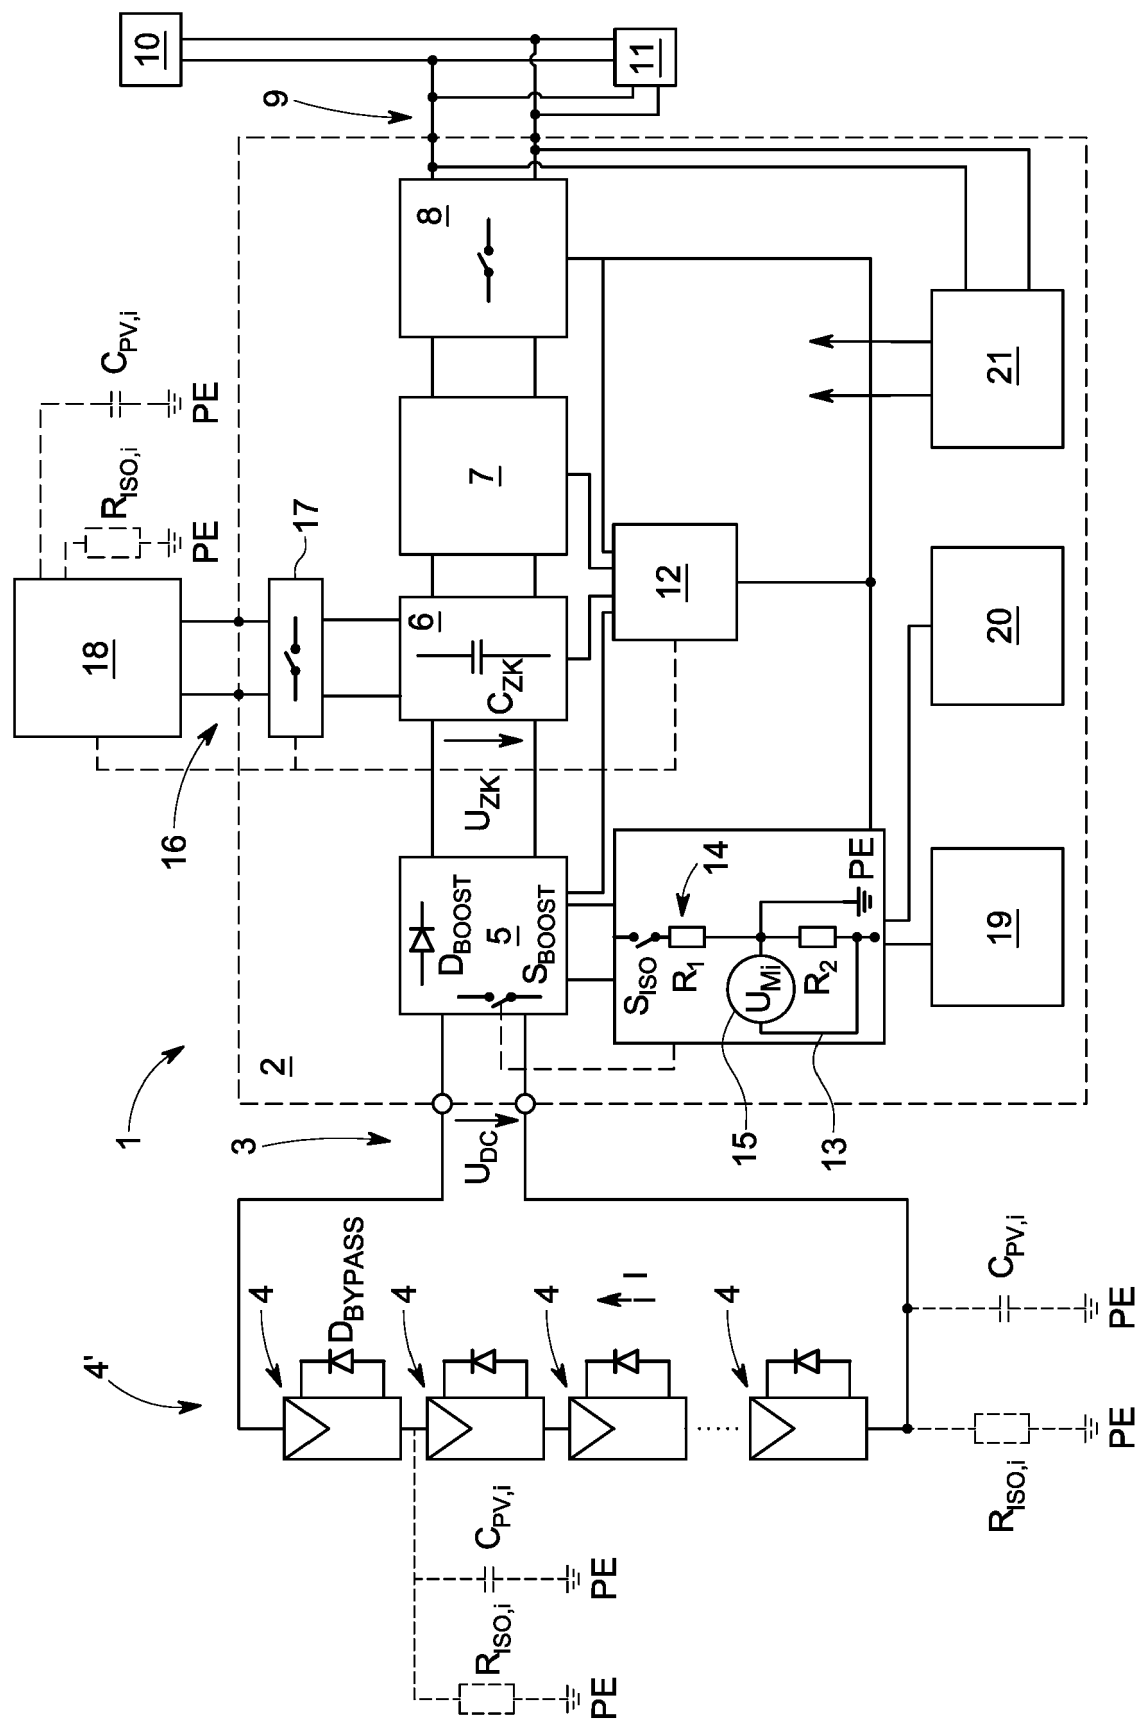 1
2
3
4'
4
D_BYPASS
4
4
I
4
C_PV,i
PE
R_ISO,i
PE
C_PV,i
PE
R_ISO,i
PE
U_DC
D_BOOST
5
S_BOOST
U_ZK
6
C_ZK
7
8
9
10
11
16
17
18
R_ISO,i
PE
C_PV,i
PE
12
S_ISO
R_1
14
U_Mi
R_2
PE
15
13
19
20
21